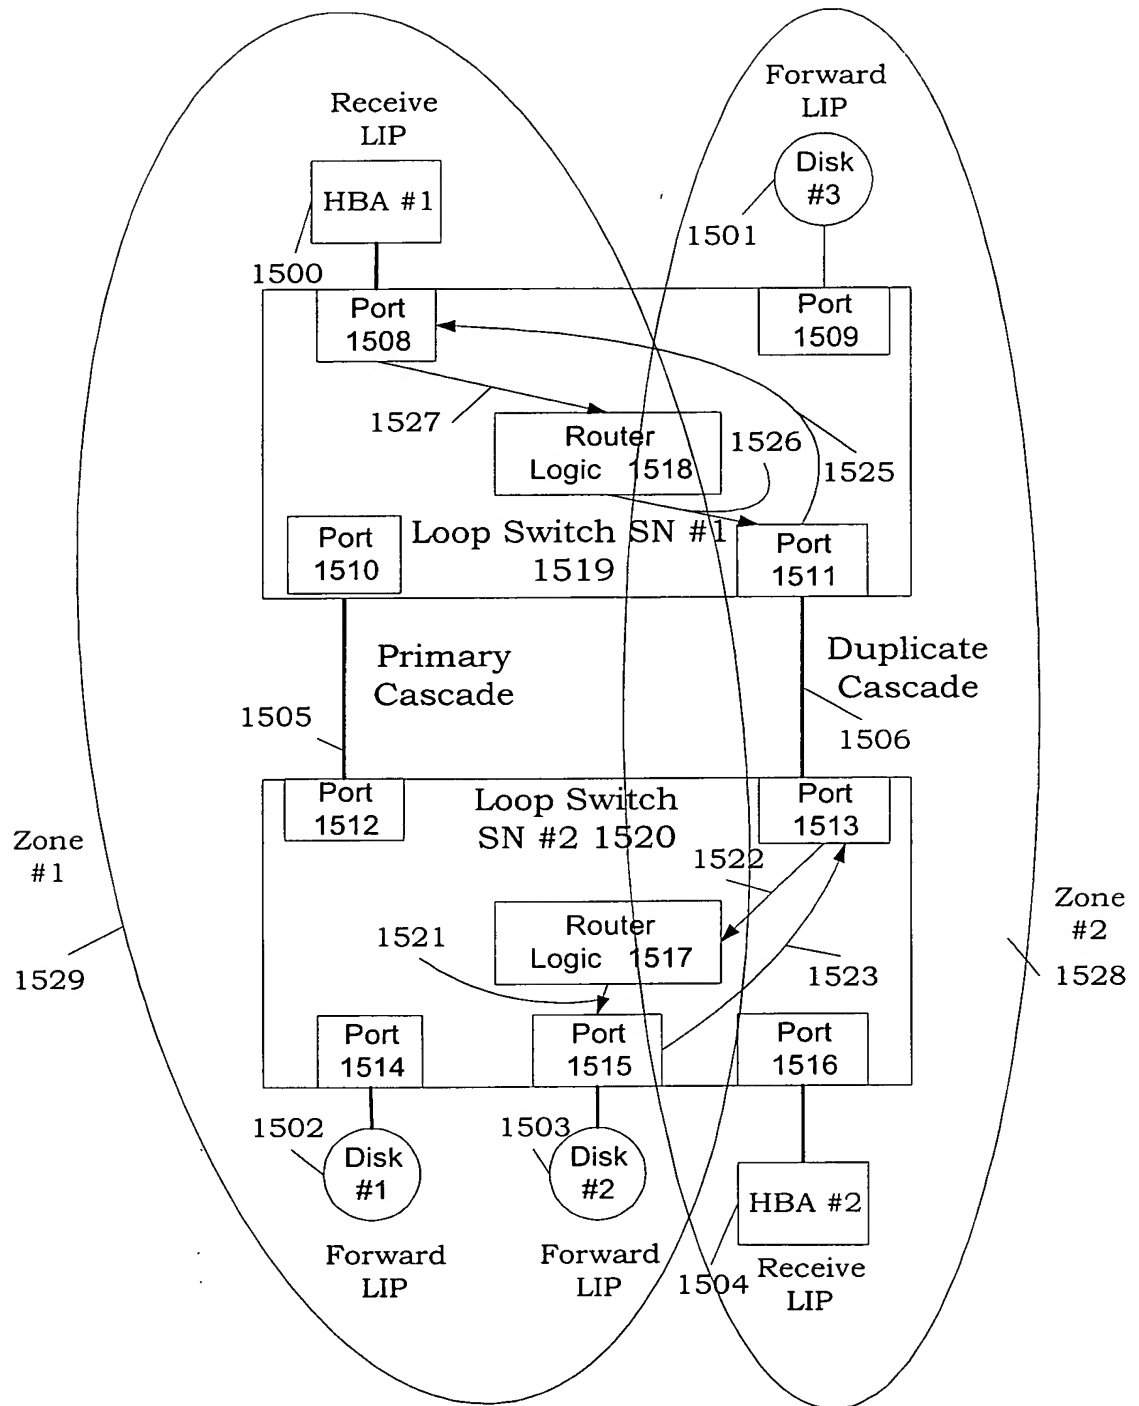 Receive
LIP
HBA #1
1500
Forward
LIP
Disk
#3
1501
Port
1508
Port
1509
1527
Router
Logic 1518
1526
1525
Port
1510
Loop Switch SN #1
1519
Port
1511
Primary
Cascade
Duplicate
Cascade
1505
1506
Port
1512
Loop Switch
SN #2 1520
Port
1513
Zone
#1
1529
1522
Router
Logic 1517
1521
1523
Zone
#2
1528
Port
1514
Port
1515
Port
1516
1502
Disk
#1
1503
Disk
#2
HBA #2
Forward
LIP
Forward
LIP
1504
Receive
LIP